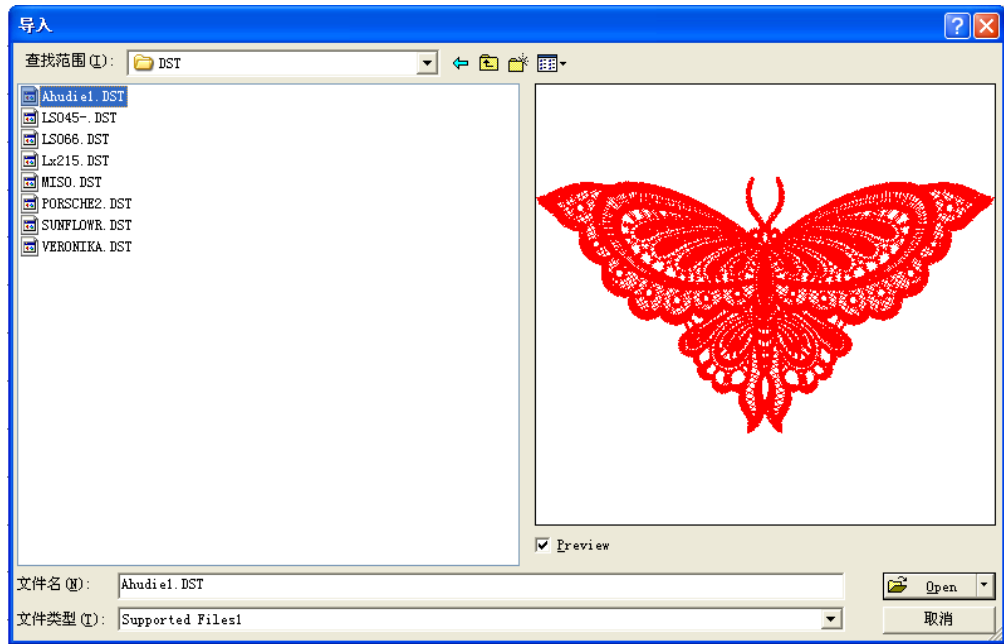 导入
查找范围(I):
DST
Ahudie1.DST
LS045-.DST
LS066.DST
Lx215.DST
MISO.DST
PORSCHE2.DST
SUNFLOWR.DST
VERONIKA.DST
Preview
文件名(N):
Ahudie1.DST
Open
文件类型(T):
Supported Files1
取消